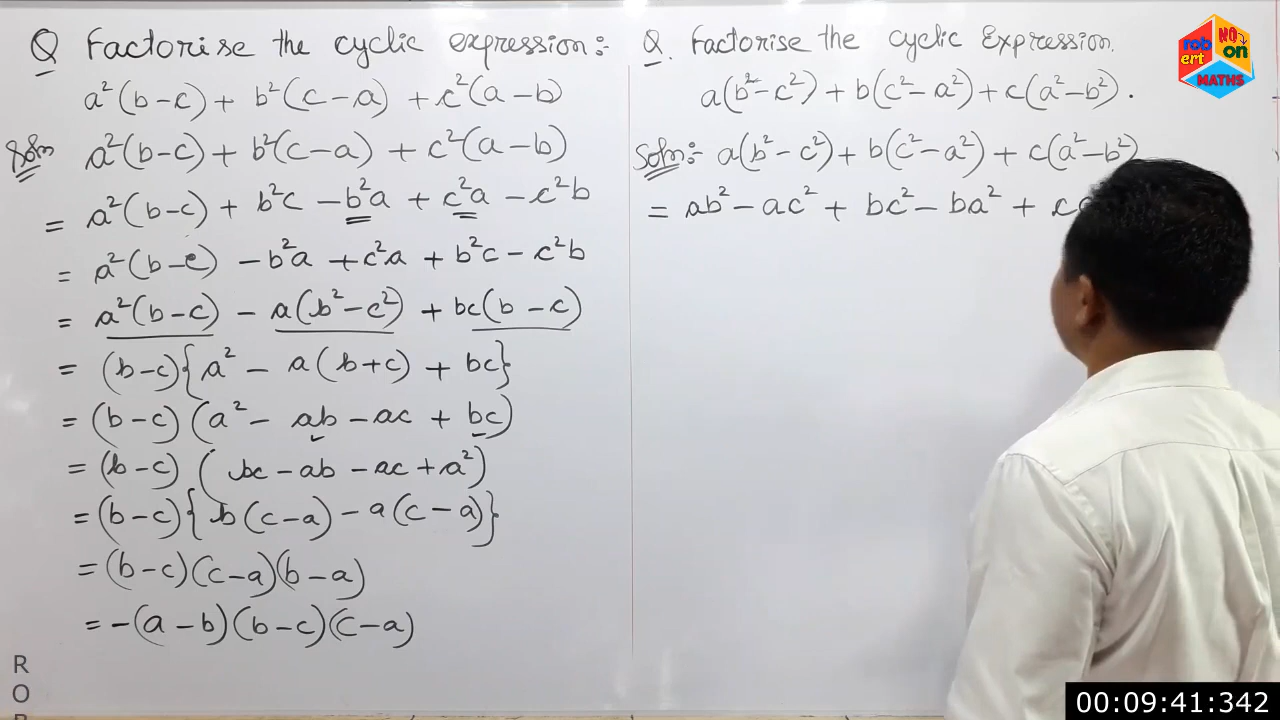 Q Factorise the cyclic expression:-
a²(b-c) + b²(c-a) + c²(a-b)
Soln a²(b-c) + b²(c-a) + c²(a-b)
= a²(b-c) + b²c - b²a + c²a - c²b
= a²(b-c) - b²a + c²a + b²c - c²b
= a²(b-c) - a(b²-c²) + bc(b-c)
= (b-c){a² - a(b+c) + bc}
= (b-c)(a² - ab - ac + bc)
= (b-c)(bc - ab - ac + a²)
= (b-c){b(c-a) - a(c-a)}
= (b-c)(c-a)(b-a)
= -(a-b)(b-c)(c-a)
Q. Factorise the cyclic Expression.
a(b²-c²) + b(c²-a²) + c(a²-b²).
Soln:- a(b²-c²) + b(c²-a²) + c(a²-b²)
= ab² - ac² + bc² - ba² + c
rob
ert
NO
on
MATHS
R
O
00:09:41:342